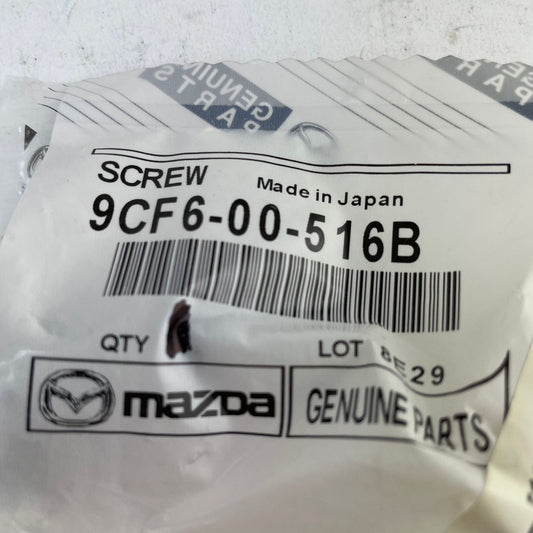 GENUINE
PARTS
SCREW
Made in Japan
9CF6-00-516B
QTY
LOT 8E29
mazda
GENUINE PARTS